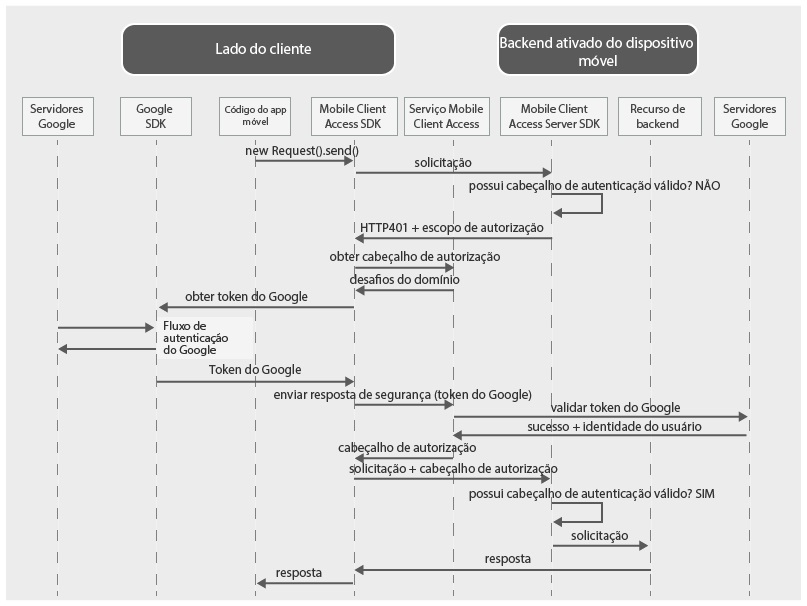 Lado do cliente
Backend ativado do dispositivo
móvel
Servidores
Google
Google
SDK
Código do app
móvel
Mobile Client
Access SDK
Serviço Mobile
Client Access
Mobile Client
Access Server SDK
Recurso de
backend
Servidores
Google
new Request().send()
solicitação
possui cabeçalho de autenticação válido? NÃO
HTTP401 + escopo de autorização
obter cabeçalho de autorização
desafios do domínio
obter token do Google
Fluxo de
autenticação
do Google
Token do Google
enviar resposta de segurança (token do Google)
validar token do Google
sucesso + identidade do usuário
cabeçalho de autorização
solicitação + cabeçalho de autorização
possui cabeçalho de autenticação válido? SIM
solicitação
resposta
resposta